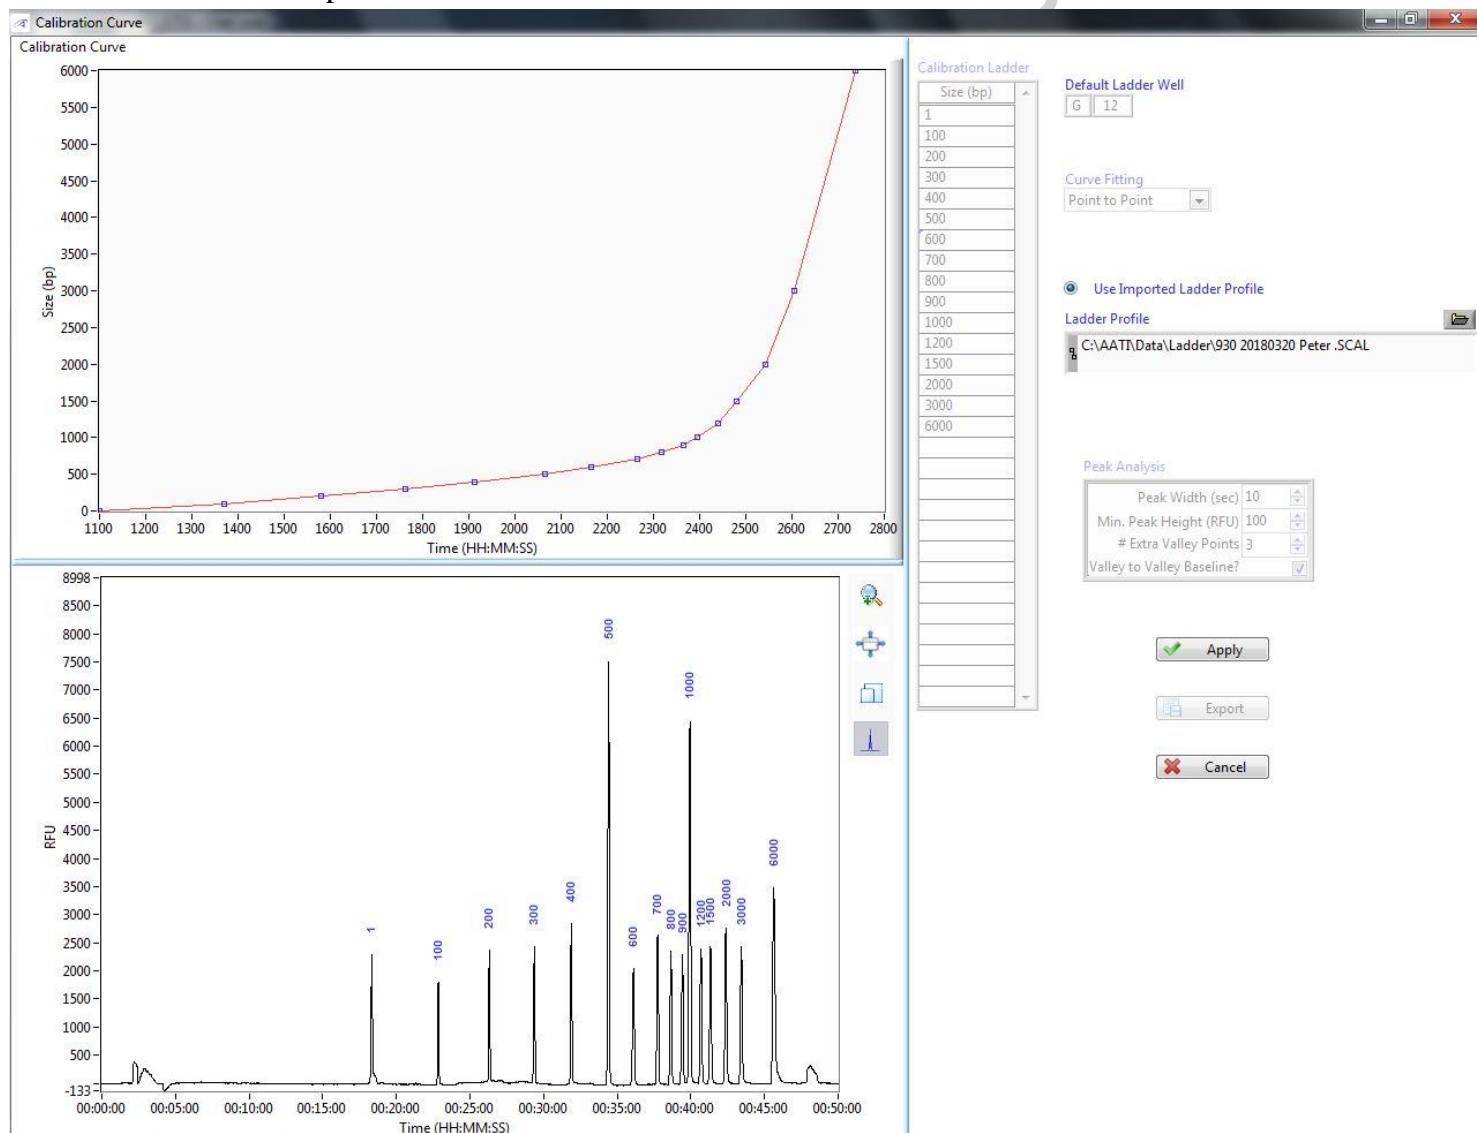 Calibration Curve
Calibration Curve
6000
5500
5000
4500
4000
3500
3000
2500
2000
1500
1000
500
0
Size (bp)
1100 1200 1300 1400 1500 1600 1700 1800 1900 2000 2100 2200 2300 2400 2500 2600 2700 2800
Time (HH:MM:SS)
8998
8500
8000
7500
7000
6500
6000
5500
5000
4500
4000
3500
3000
2500
2000
1500
1000
500
-133
RFU
1 100 200 300 400 500 600 700 800 900 1000 1200 1500 2000 3000 6000
00:00:00 00:05:00 00:10:00 00:15:00 00:20:00 00:25:00 00:30:00 00:35:00 00:40:00 00:45:00 00:50:00
Time (HH:MM:SS)
Calibration Ladder
Size (bp)
1
100
200
300
400
500
600
700
800
900
1000
1200
1500
2000
3000
6000
Default Ladder Well
G 12
Curve Fitting
Point to Point
Use Imported Ladder Profile
Ladder Profile
C:\AATI\Data\Ladder\930 20180320 Peter .SCAL
Peak Analysis
Peak Width (sec) 10
Min. Peak Height (RFU) 100
# Extra Valley Points 3
Valley to Valley Baseline?
Apply
Export
Cancel